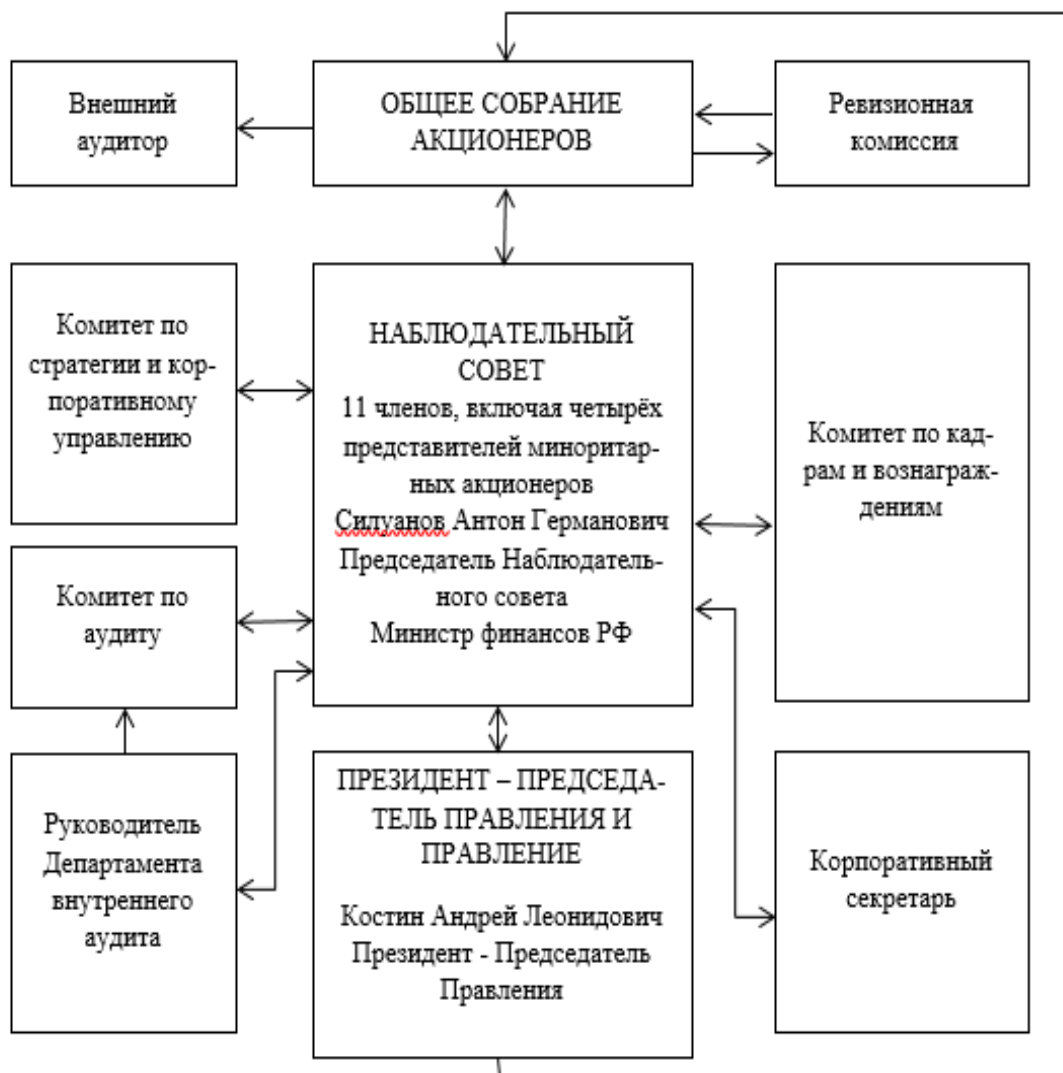 Внешний
аудитор
ОБЩЕЕ СОБРАНИЕ
АКЦИОНЕРОВ
Ревизионная
комиссия
Комитет по
стратегии и кор-
поративному
управлению
НАБЛЮДАТЕЛЬНЫЙ
СОВЕТ
11 членов, включая четырёх
представителей миноритар-
ных акционеров
Силуанов Антон Германович
Председатель Наблюдатель-
ного совета
Министр финансов РФ
Комитет по кад-
рам и вознаграж-
дениям
Комитет по
аудиту
Руководитель
Департамента
внутреннего
аудита
ПРЕЗИДЕНТ – ПРЕДСЕДА-
ТЕЛЬ ПРАВЛЕНИЯ И
ПРАВЛЕНИЕ
Костин Андрей Леонидович
Президент - Председатель
Правления
Корпоративный
секретарь